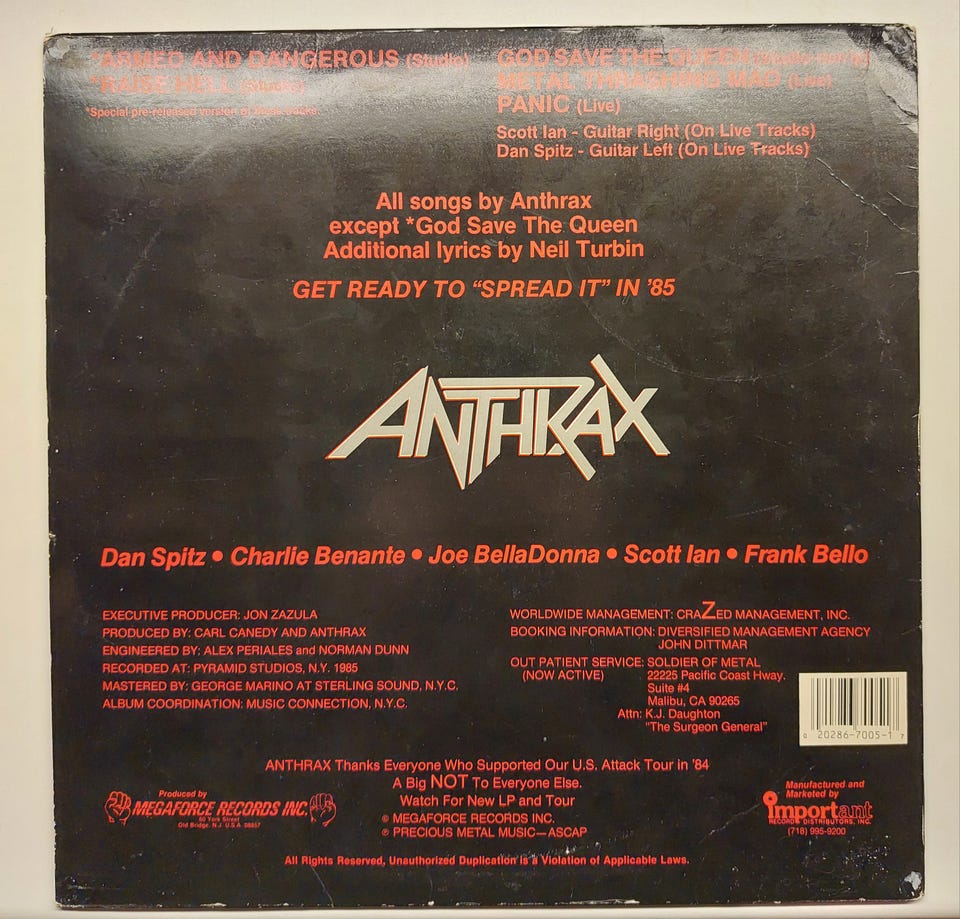 *ARMED AND DANGEROUS (Studio)
*RAISE HELL (Studio)
*Special pre-released version of these tracks.
GOD SAVE THE QUEEN
METAL THRASHING MAD (Live)
PANIC (Live)
Scott Ian - Guitar Right (On Live Tracks)
Dan Spitz - Guitar Left (On Live Tracks)
All songs by Anthrax
except *God Save The Queen
Additional lyrics by Neil Turbin
GET READY TO “SPREAD IT” IN ’85
ANTHRAX
Dan Spitz • Charlie Benante • Joe BellaDonna • Scott Ian • Frank Bello
EXECUTIVE PRODUCER: JON ZAZULA
PRODUCED BY: CARL CANEDY AND ANTHRAX
ENGINEERED BY: ALEX PERIALES and NORMAN DUNN
RECORDED AT: PYRAMID STUDIOS, N.Y. 1985
MASTERED BY: GEORGE MARINO AT STERLING SOUND, N.Y.C.
ALBUM COORDINATION: MUSIC CONNECTION, N.Y.C.
WORLDWIDE MANAGEMENT: CRAZED MANAGEMENT, INC.
BOOKING INFORMATION: DIVERSIFIED MANAGEMENT AGENCY
JOHN DITTMAR
OUT PATIENT SERVICE: SOLDIER OF METAL
(NOW ACTIVE) 22225 Pacific Coast Hwy.
Suite #4
Malibu, CA 90265
Attn: K.J. Daughton
"The Surgeon General"
0 20286-7005-1 7
ANTHRAX Thanks Everyone Who Supported Our U.S. Attack Tour in '84
A Big NOT To Everyone Else.
Watch For New LP and Tour
© MEGAFORCE RECORDS INC.
℗ PRECIOUS METAL MUSIC—ASCAP
Produced by
MEGAFORCE RECORDS INC.
60 York Street
Old Bridge, N.J. U.S.A. 08857
Manufactured and
Marketed by
important
RECORD DISTRIBUTORS, INC.
(718) 995-9200
All Rights Reserved, Unauthorized Duplication is a Violation of Applicable Laws.